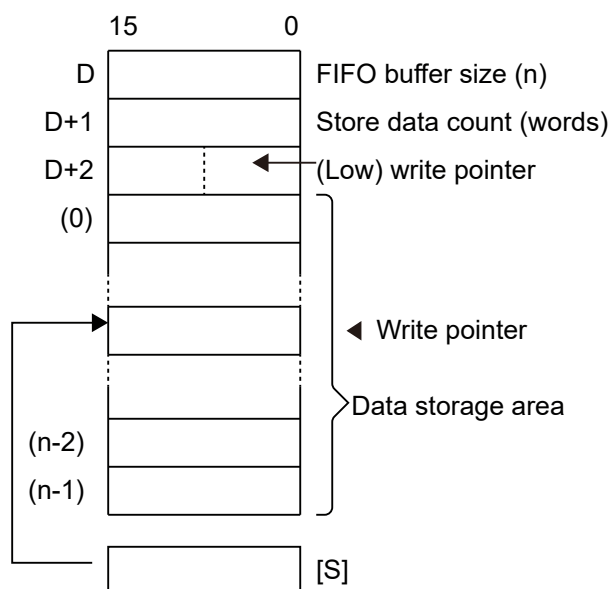 15 0
D FIFO buffer size (n)
D+1 Store data count (words)
D+2 (Low) write pointer
(0)
Write pointer
Data storage area
(n-2)
(n-1)
[S]